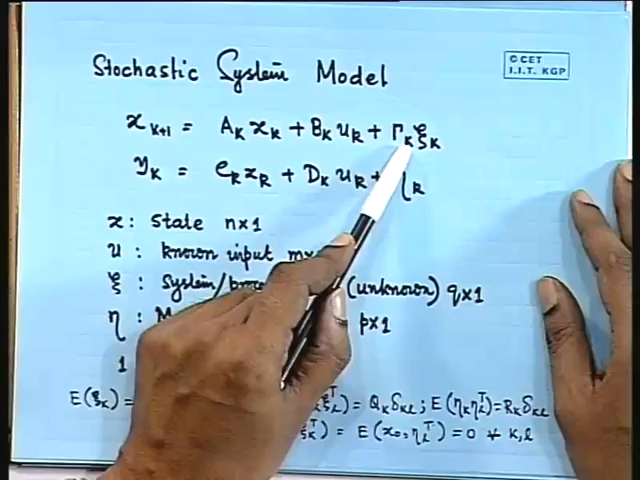 Stochastic System Model
© CET
I.I.T. KGP
x_{k+1} = A_k x_k + B_k u_k + Γ_k ξ_k
y_k = C_k x_k + D_k u_k + η_k
x : state n×1
u : known input
ξ : system/ (unknown) q×1
η : p×1
E(ξ_k) = ) = Q_k δ_{kl} ; E(η_k η_l^T) = R_k δ_{kl}
) = E(x_0, η_k^T) = 0 ∀ k, l